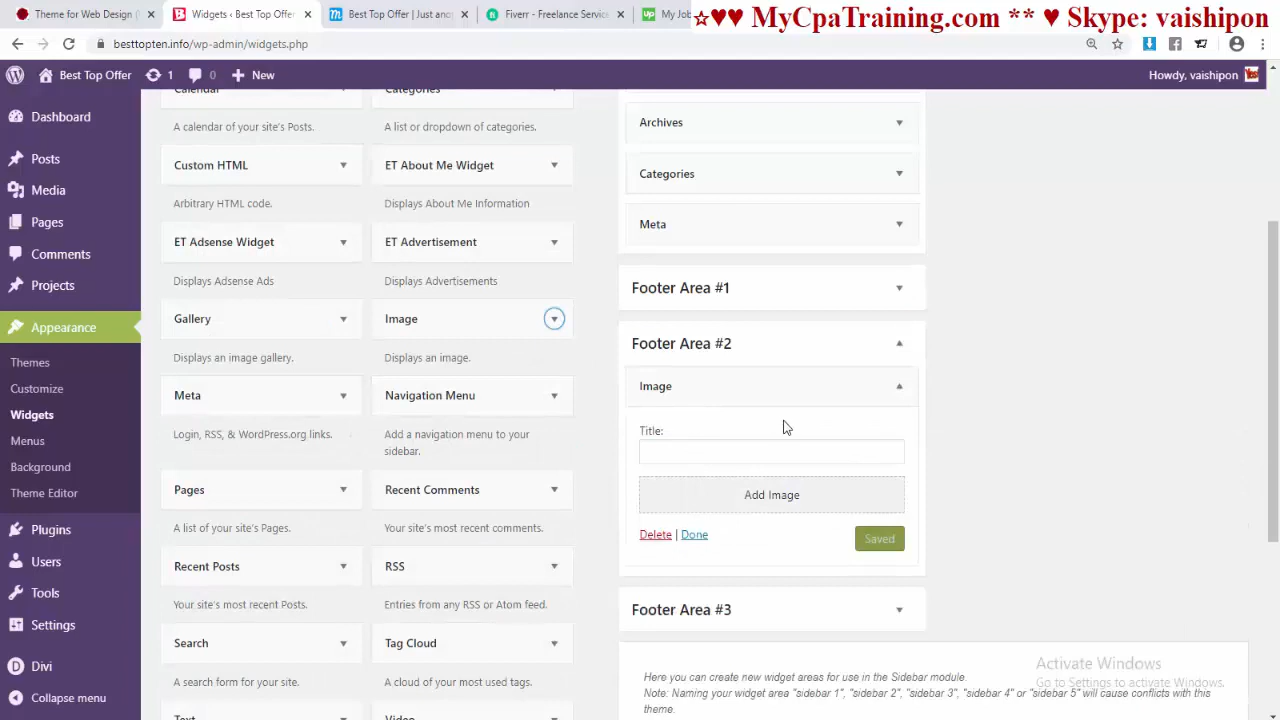 Theme for Web Design (
Widgets ‹ Best Top Offer
Best TopOffer | Just anot
Fiverr - Freelance Service
My Jo
☆♥♥ MyCpaTraining.com ** ♥ Skype: vaishipon
besttopten.info/wp-admin/widgets.php
Best Top Offer 1 0 New
Howdy, vaishipon
Dashboard
Posts
Media
Pages
Comments
Projects
Appearance
Themes
Customize
Widgets
Menus
Background
Theme Editor
Plugins
Users
Tools
Settings
Divi
Collapse menu
Calendar
Categories
A calendar of your site's Posts.
A list or dropdown of categories.
Custom HTML
ET About Me Widget
Arbitrary HTML code.
Displays About Me Information
ET Adsense Widget
ET Advertisement
Displays Adsense Ads
Displays Advertisements
Gallery
Image
Displays an image gallery.
Displays an image.
Meta
Navigation Menu
Login, RSS, & WordPress.org links.
Add a navigation menu to your
sidebar.
Pages
Recent Comments
A list of your site's Pages.
Your site's most recent comments.
Recent Posts
RSS
Your site's most recent Posts.
Entries from any RSS or Atom feed.
Search
Tag Cloud
A search form for your site.
A cloud of your most used tags.
Text
Video
Archives
Categories
Meta
Footer Area #1
Footer Area #2
Image
Title:
Add Image
Delete | Done
Saved
Footer Area #3
Here you can create new widget areas for use in the Sidebar module.
Note: Naming your widget area "sidebar 1", "sidebar 2", "sidebar 3", "sidebar 4" or "sidebar 5" will cause conflicts with this
theme.
Activate Windows
Go to Settings to activate Windows.